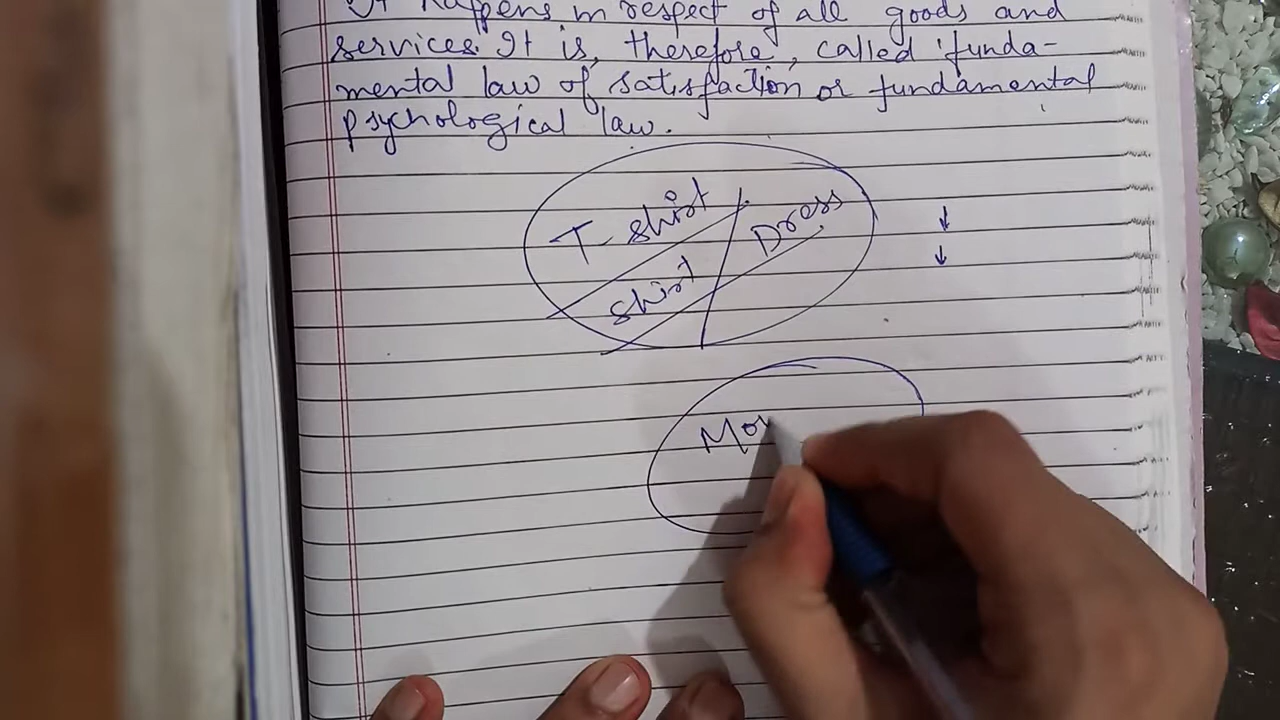 It happens in respect of all goods and
services. It is, therefore, called 'funda-
mental law of satisfaction or fundamental
psychological law.
T shirt
Dress
Shirt
Mo